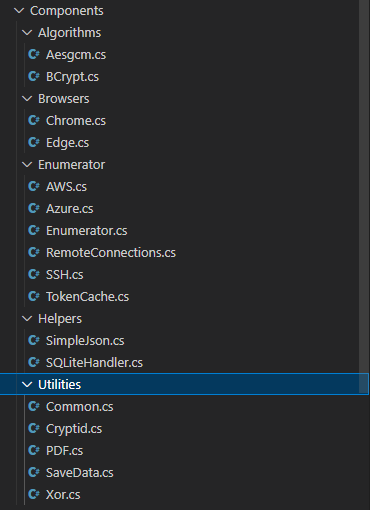 Components
Algorithms
C# Aesgcm.cs
C# BCrypt.cs
Browsers
C# Chrome.cs
C# Edge.cs
Enumerator
C# AWS.cs
C# Azure.cs
C# Enumerator.cs
C# RemoteConnections.cs
C# SSH.cs
C# TokenCache.cs
Helpers
C# SimpleJson.cs
C# SQLiteHandler.cs
Utilities
C# Common.cs
C# Cryptid.cs
C# PDF.cs
C# SaveData.cs
C# Xor.cs